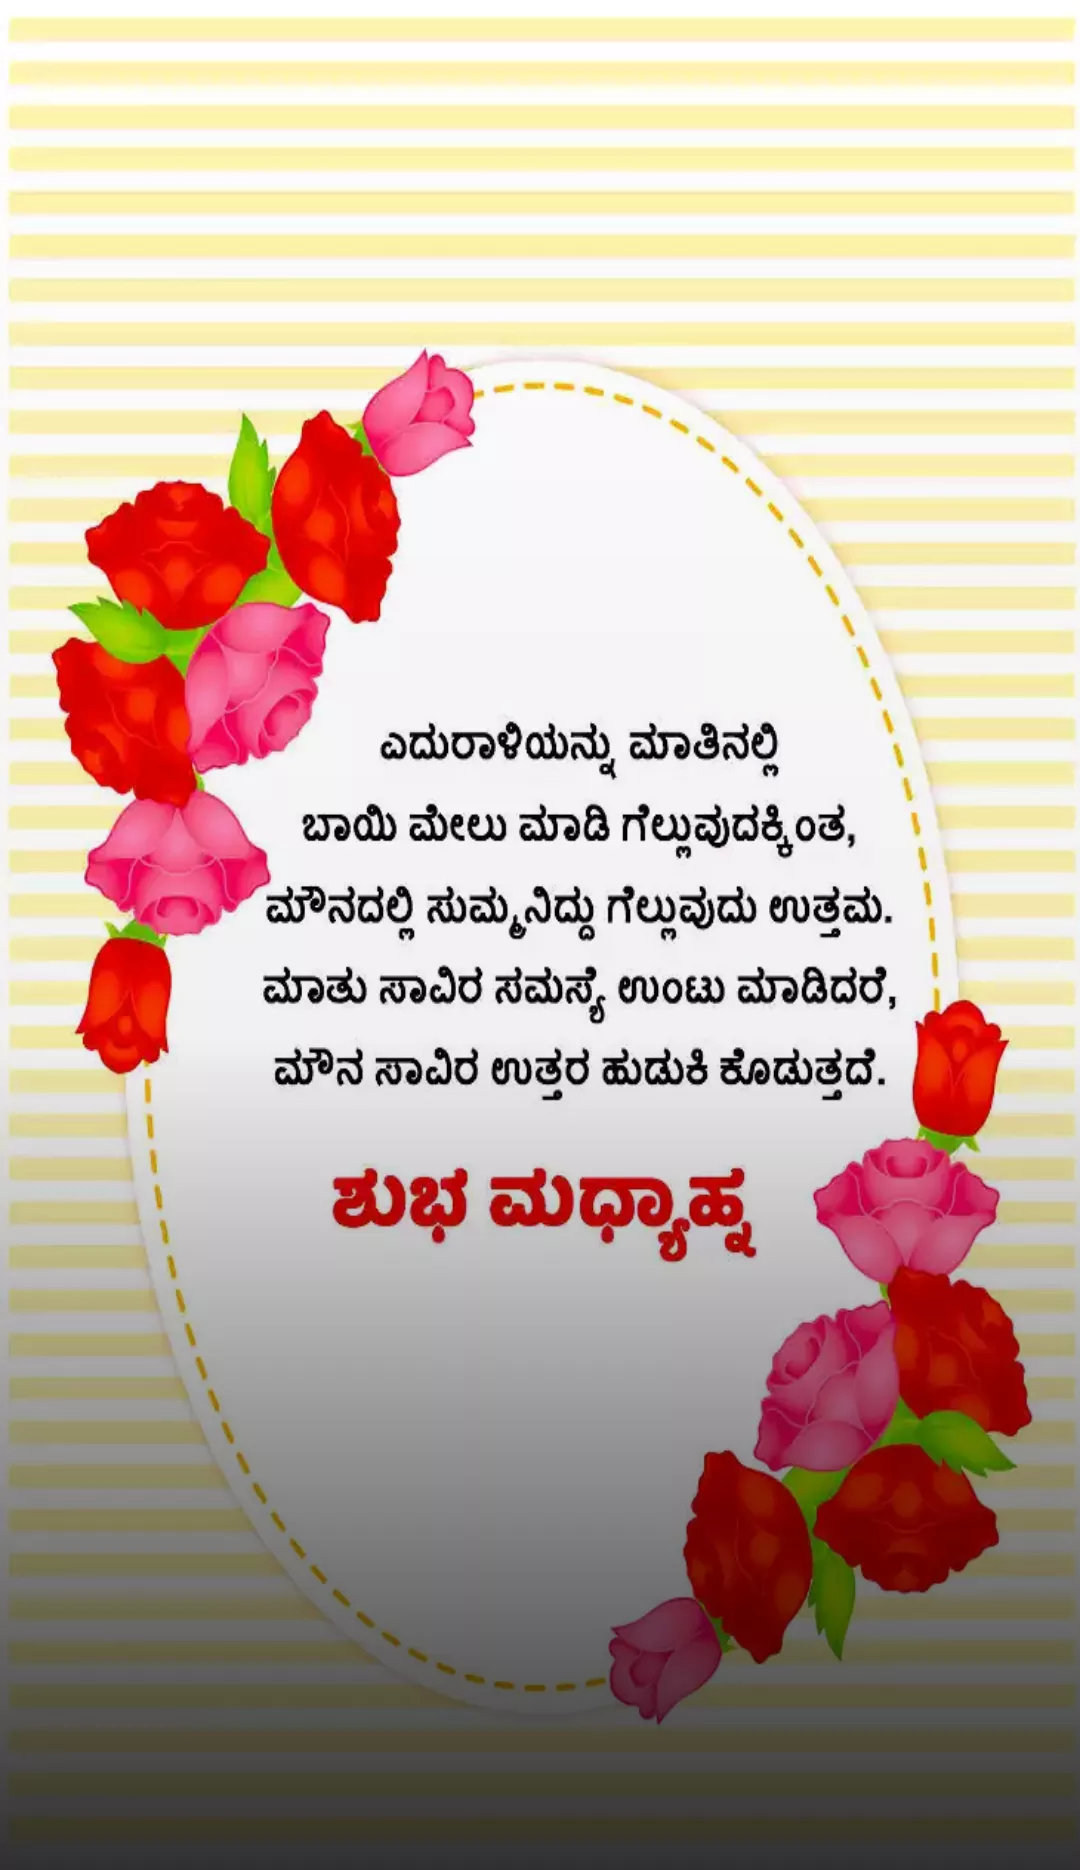 ಎದುರಾಳಿಯನ್ನು ಮಾತಿನಲ್ಲಿ
ಬಾಯಿ ಮೇಲು ಮಾಡಿ ಗೆಲ್ಲುವುದಕ್ಕಿಂತ,
ಮೌನದಲ್ಲಿ ಸುಮ್ಮನಿದ್ದು ಗೆಲ್ಲುವುದು ಉತ್ತಮ.
ಮಾತು ಸಾವಿರ ಸಮಸ್ಯೆ ಉಂಟು ಮಾಡಿದರೆ,
ಮೌನ ಸಾವಿರ ಉತ್ತರ ಹುಡುಕಿ ಕೊಡುತ್ತದೆ.
ಶುಭ ಮಧ್ಯಾಹ್ನ